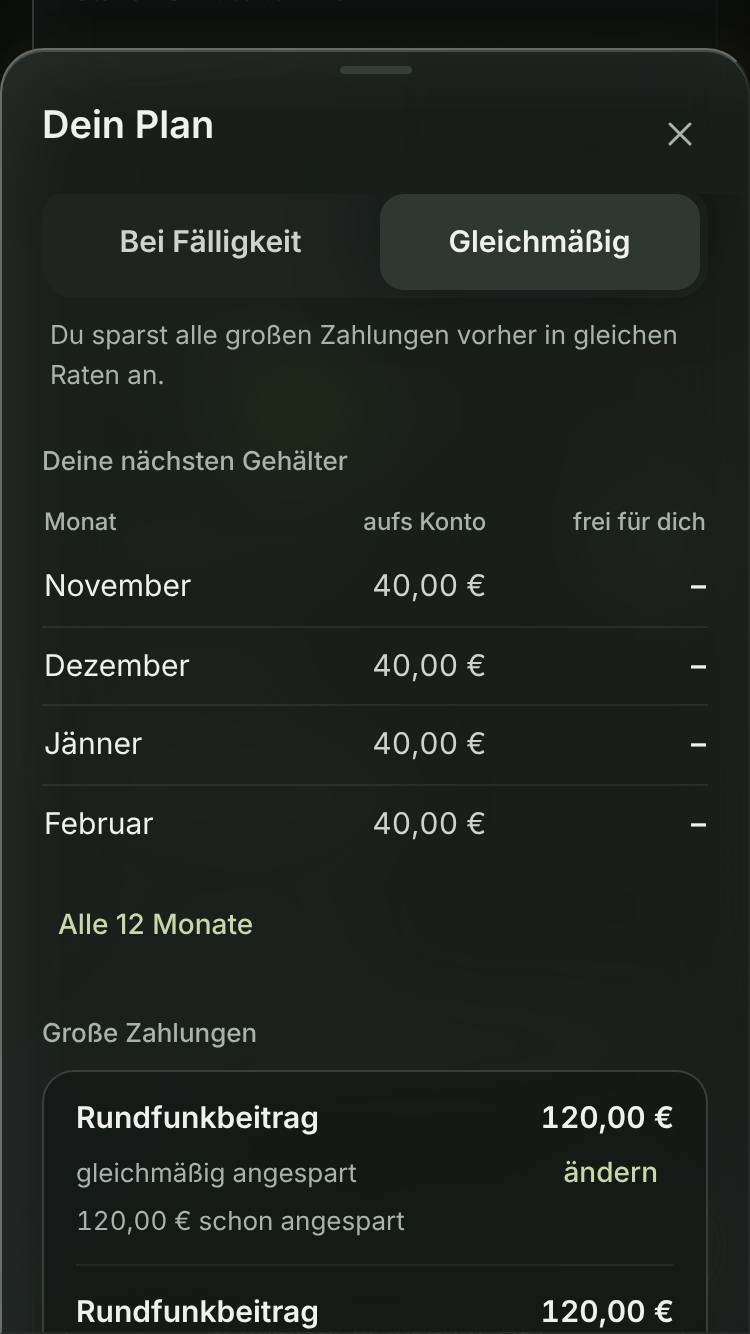 Dein Plan
Bei Fälligkeit
Gleichmäßig
Du sparst alle großen Zahlungen vorher in gleichen
Raten an.
Deine nächsten Gehälter
Monat aufs Konto frei für dich
November 40,00 € –
Dezember 40,00 € –
Jänner 40,00 € –
Februar 40,00 € –
Alle 12 Monate
Große Zahlungen
Rundfunkbeitrag 120,00 €
gleichmäßig angespart ändern
120,00 € schon angespart
Rundfunkbeitrag 120,00 €